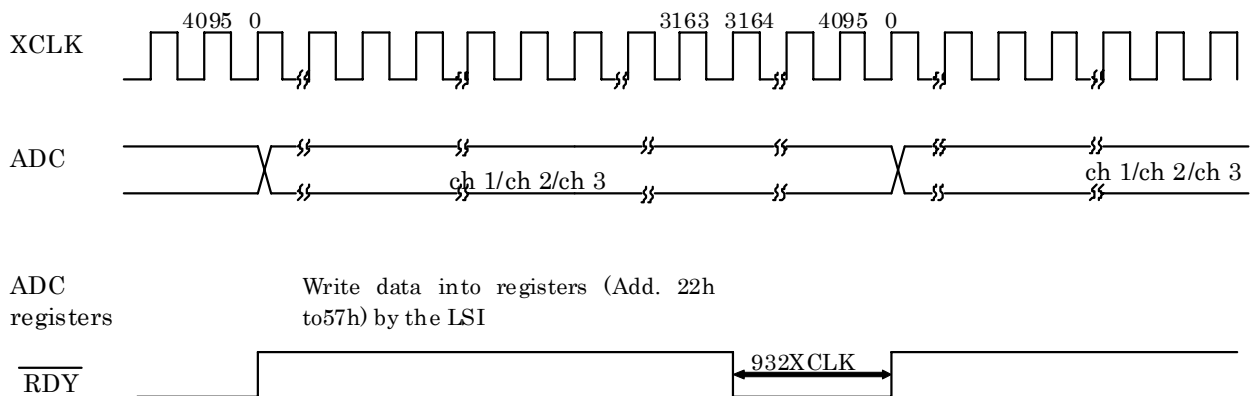 4095 0 3163 3164 4095 0
XCLK
ADC
ch 1/ch 2/ch 3 ch 1/ch 2/ch 3
ADC
registers
Write data into registers (Add. 22h
to57h) by the LSI
RDY
932XCLK